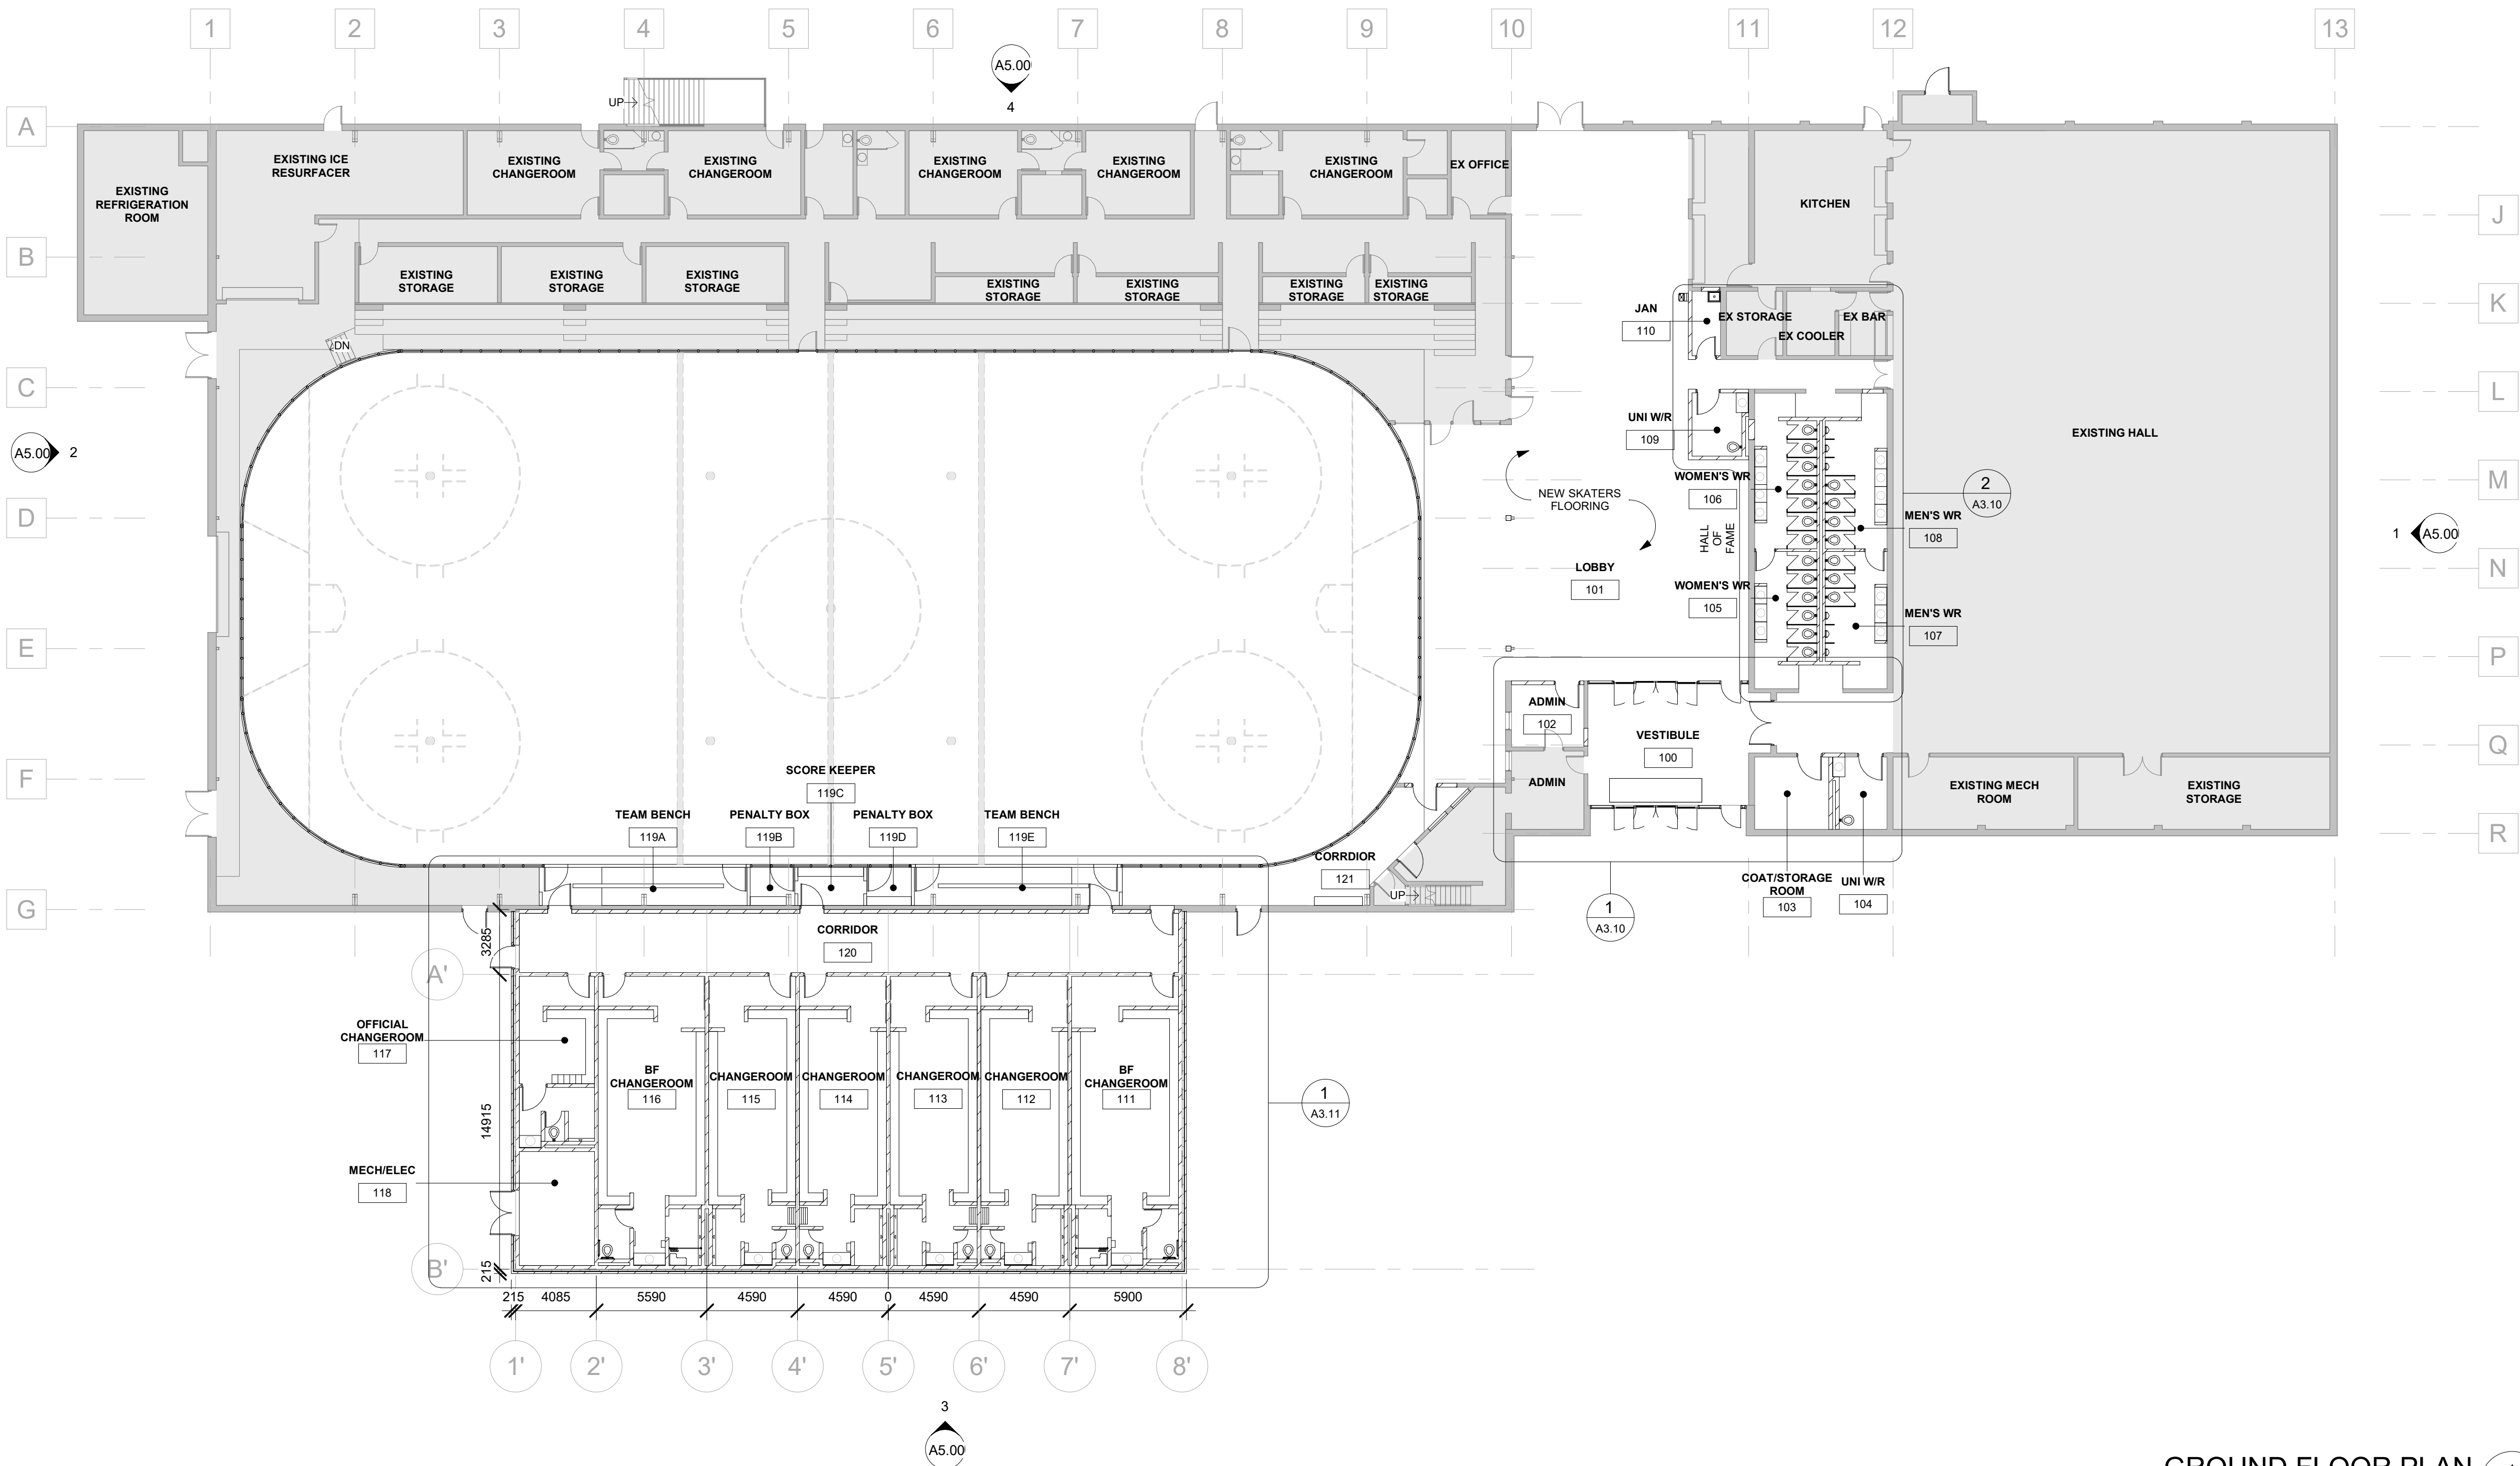 1
2
3
4
5
6
7
8
9
10
11
12
13
A5.00
4
UP
A
EXISTING ICE
RESURFACER
EXISTING
CHANGEROOM
EXISTING
CHANGEROOM
EXISTING
CHANGEROOM
EXISTING
CHANGEROOM
EXISTING
CHANGEROOM
EX OFFICE
EXISTING
REFRIGERATION
ROOM
KITCHEN
J
B
EXISTING
STORAGE
EXISTING
STORAGE
EXISTING
STORAGE
EXISTING
STORAGE
EXISTING
STORAGE
EXISTING
STORAGE
EXISTING
STORAGE
K
JAN
110
EX STORAGE
EX COOLER
EX BAR
DN
C
L
UNI W/R
109
EXISTING HALL
A5.00
2
NEW SKATERS
FLOORING
WOMEN'S WR
106
2
A3.10
M
D
HALL
OF
FAME
MEN'S WR
108
1
A5.00
LOBBY
101
N
WOMEN'S WR
105
MEN'S WR
107
E
P
ADMIN
102
VESTIBULE
100
Q
F
ADMIN
EXISTING MECH
ROOM
EXISTING
STORAGE
SCORE KEEPER
119C
TEAM BENCH
119A
PENALTY BOX
119B
PENALTY BOX
119D
TEAM BENCH
119E
R
CORRDIOR
121
UP
COAT/STORAGE
ROOM
103
UNI W/R
104
1
A3.10
G
3285
CORRIDOR
120
A'
OFFICIAL
CHANGEROOM
117
BF
CHANGEROOM
116
CHANGEROOM
115
CHANGEROOM
114
CHANGEROOM
113
CHANGEROOM
112
BF
CHANGEROOM
111
1
A3.11
14915
MECH/ELEC
118
B'
215
215
4085
5590
4590
4590
0
4590
4590
5900
1'
2'
3'
4'
5'
6'
7'
8'
3
A5.00
GROUND FLOOR PLAN